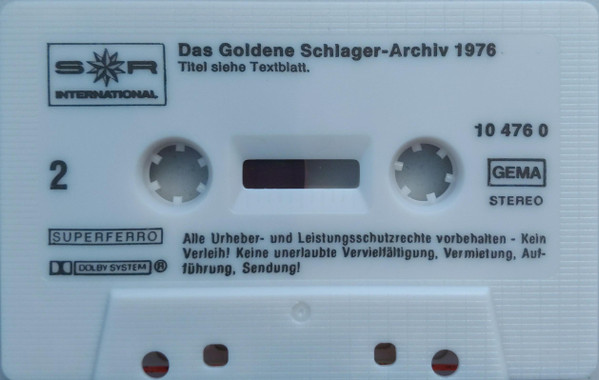 S R
INTERNATIONAL
Das Goldene Schlager-Archiv 1976
Titel siehe Textblatt.
10 476 0
2
GEMA
STEREO
SUPERFERRO
DOLBY SYSTEM ®
Alle Urheber- und Leistungsschutzrechte vorbehalten - Kein
Verleih! Keine unerlaubte Vervielfältigung, Vermietung, Auf-
führung, Sendung!